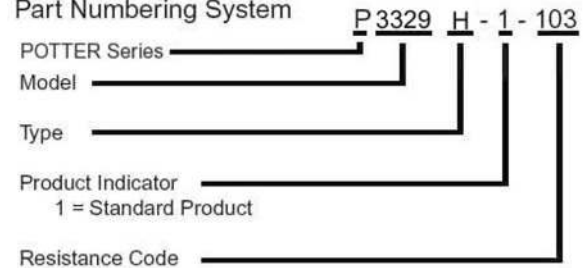 Part Numbering System
P 3329 H - 1 - 103
POTTER Series
Model
Type
Product Indicator
1 = Standard Product
Resistance Code